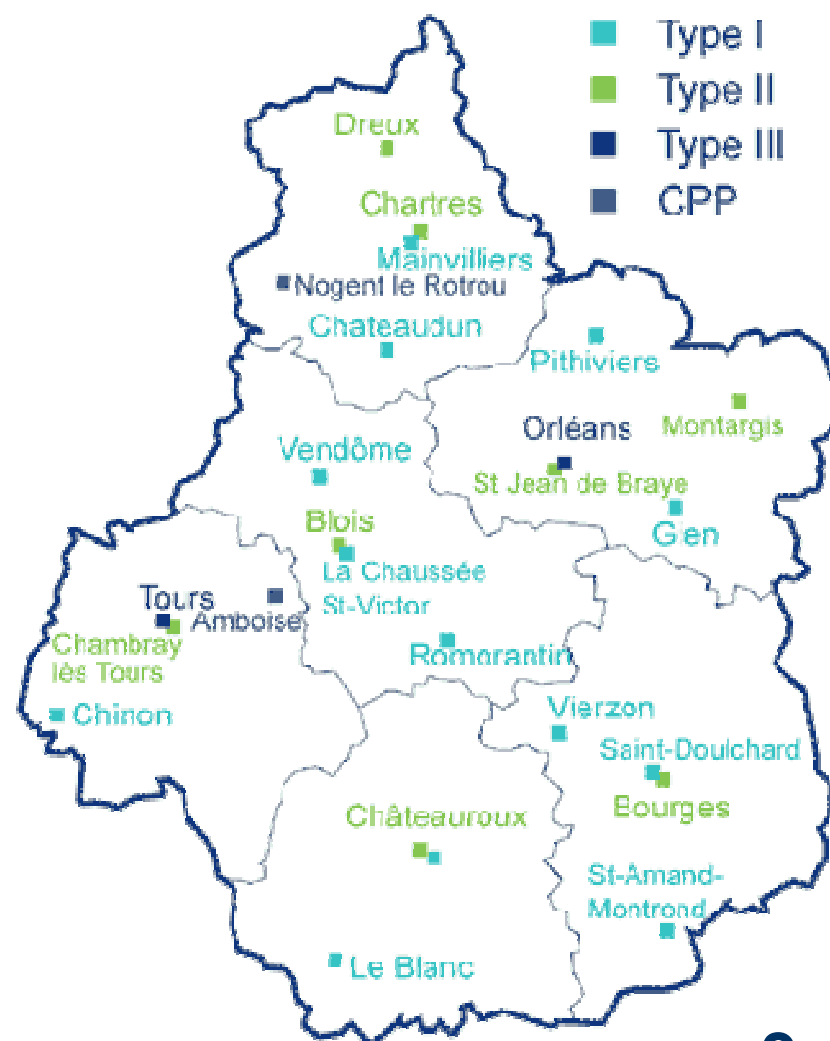 Type I
Type II
Type III
CPP
Dreux
Chartres
Mainvilliers
Nogent le Rotrou
Chateaudun
Pithiviers
Orléans
Montargis
St Jean de Braye
Gien
Vendôme
Blois
La Chaussée
St-Victor
Tours
Amboise
Chambray
lès Tours
Chinon
Romorantin
Vierzon
Saint-Doulchard
Bourges
Châteauroux
St-Amand-
Montrond
Le Blanc